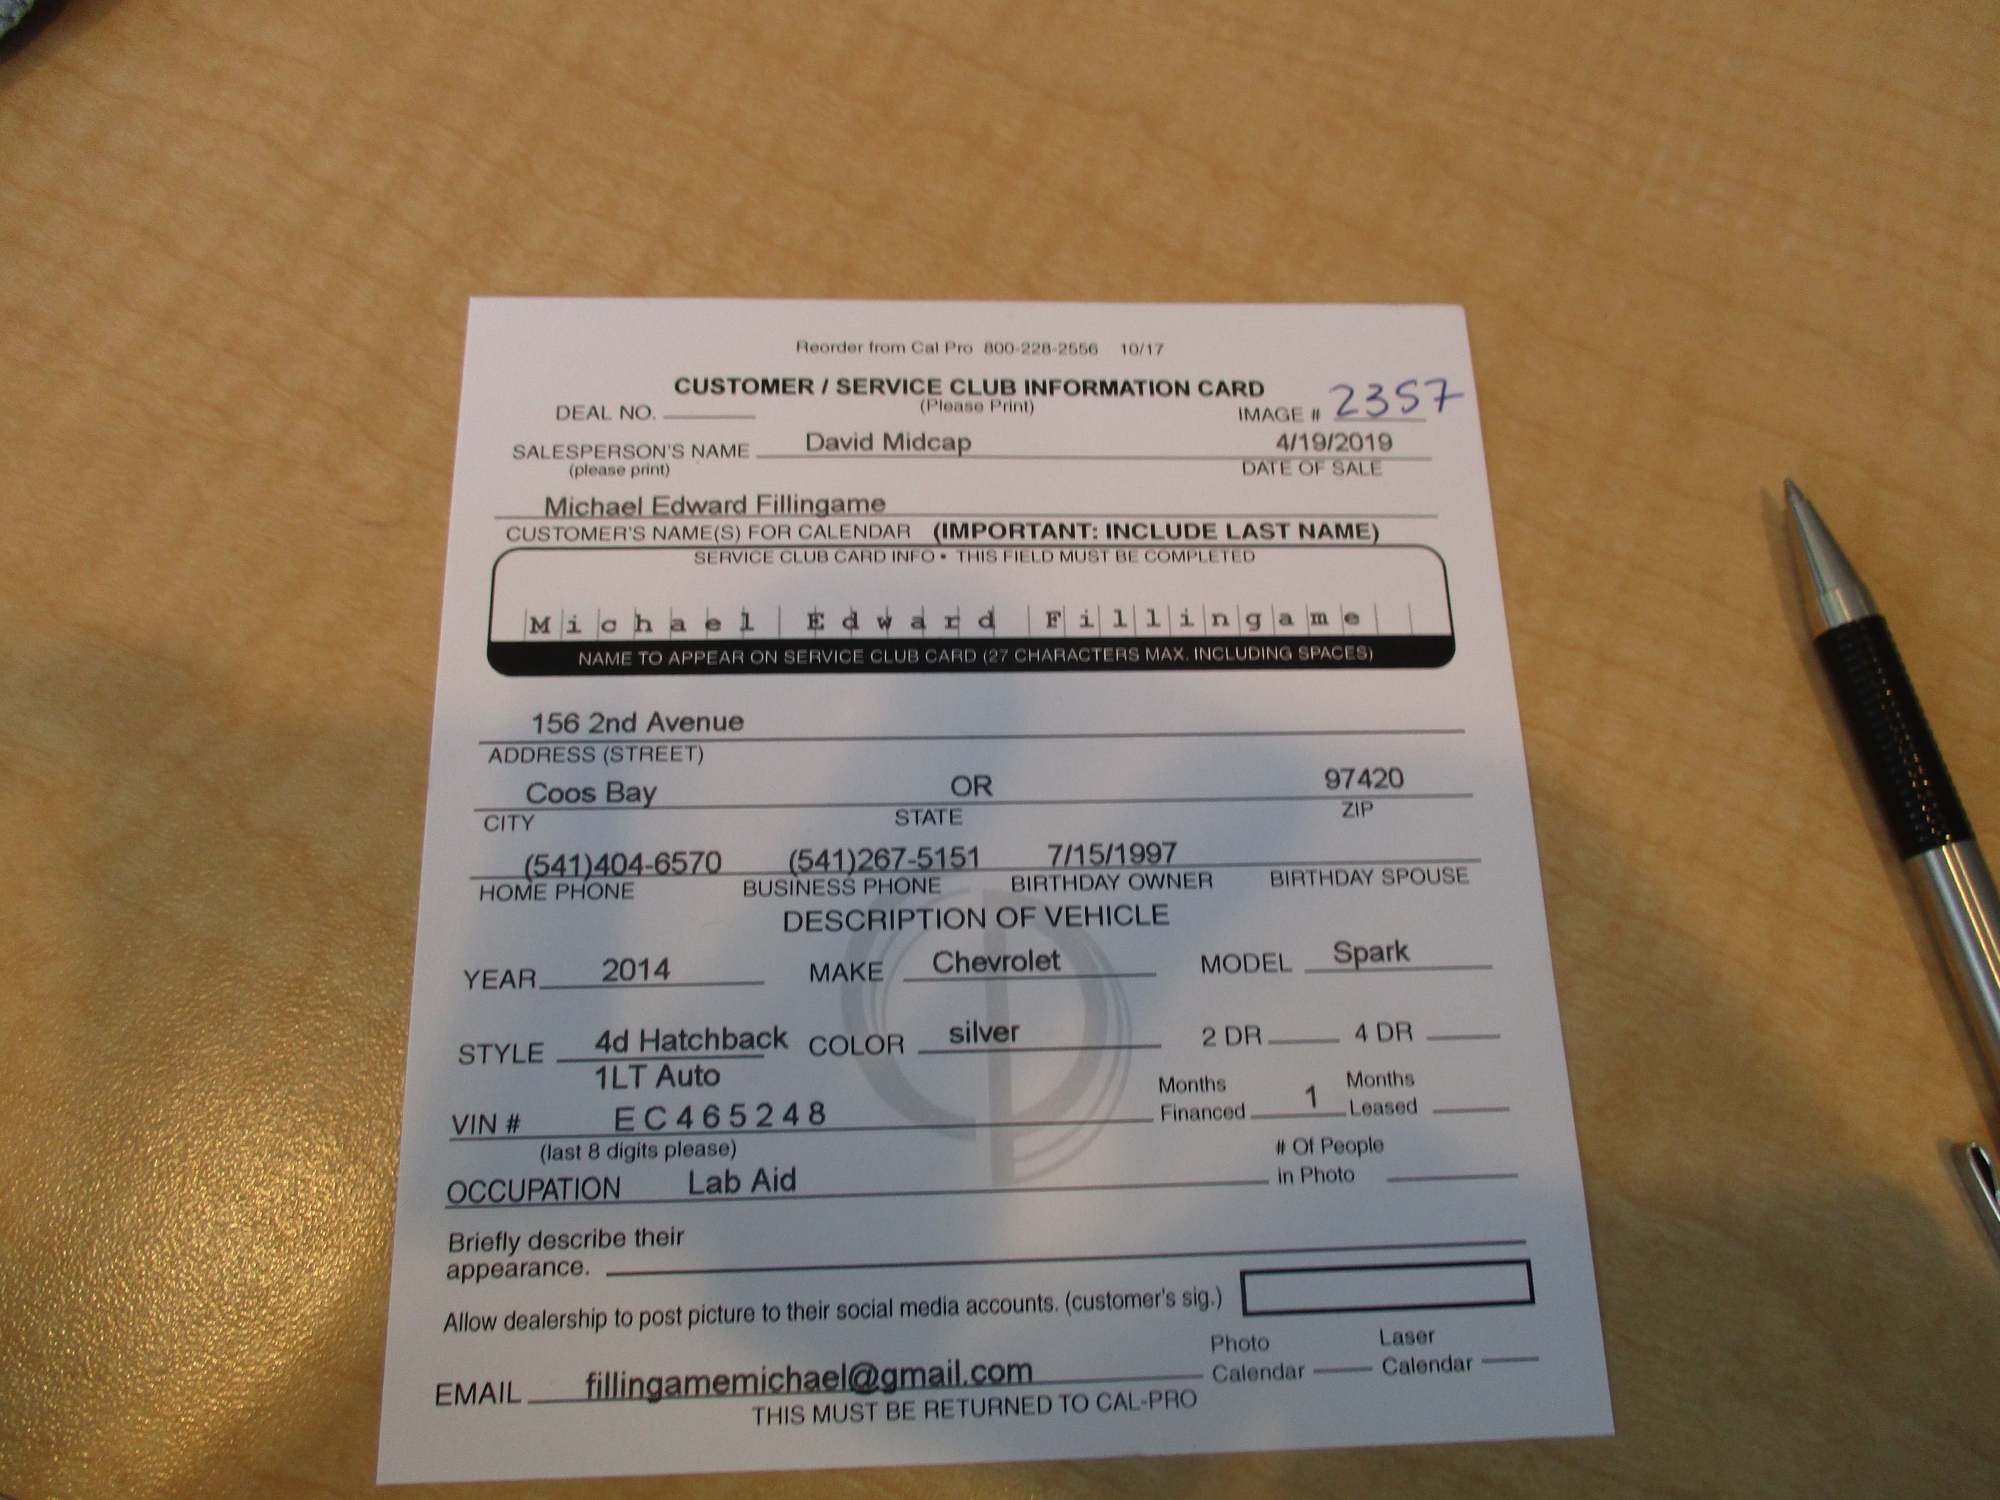 Reorder from Cal Pro 800-228-2556 10/17
CUSTOMER / SERVICE CLUB INFORMATION CARD
(Please Print)
DEAL NO. IMAGE # 2357
SALESPERSON'S NAME David Midcap 4/19/2019
(please print) DATE OF SALE
Michael Edward Fillingame
CUSTOMER'S NAME(S) FOR CALENDAR (IMPORTANT: INCLUDE LAST NAME)
SERVICE CLUB CARD INFO • THIS FIELD MUST BE COMPLETED
Michael Edward Fillingame
NAME TO APPEAR ON SERVICE CLUB CARD (27 CHARACTERS MAX. INCLUDING SPACES)
156 2nd Avenue
ADDRESS (STREET)
Coos Bay OR 97420
CITY STATE ZIP
(541)404-6570 (541)267-5151 7/15/1997
HOME PHONE BUSINESS PHONE BIRTHDAY OWNER BIRTHDAY SPOUSE
DESCRIPTION OF VEHICLE
YEAR 2014 MAKE Chevrolet MODEL Spark
STYLE 4d Hatchback COLOR silver 2 DR 4 DR
1LT Auto
Months Months
VIN # EC465248 Financed 1 Leased
(last 8 digits please) # Of People
OCCUPATION Lab Aid in Photo
Briefly describe their
appearance.
Allow dealership to post picture to their social media accounts. (customer's sig.)
Photo Laser
EMAIL fillingamemichael@gmail.com Calendar Calendar
THIS MUST BE RETURNED TO CAL-PRO